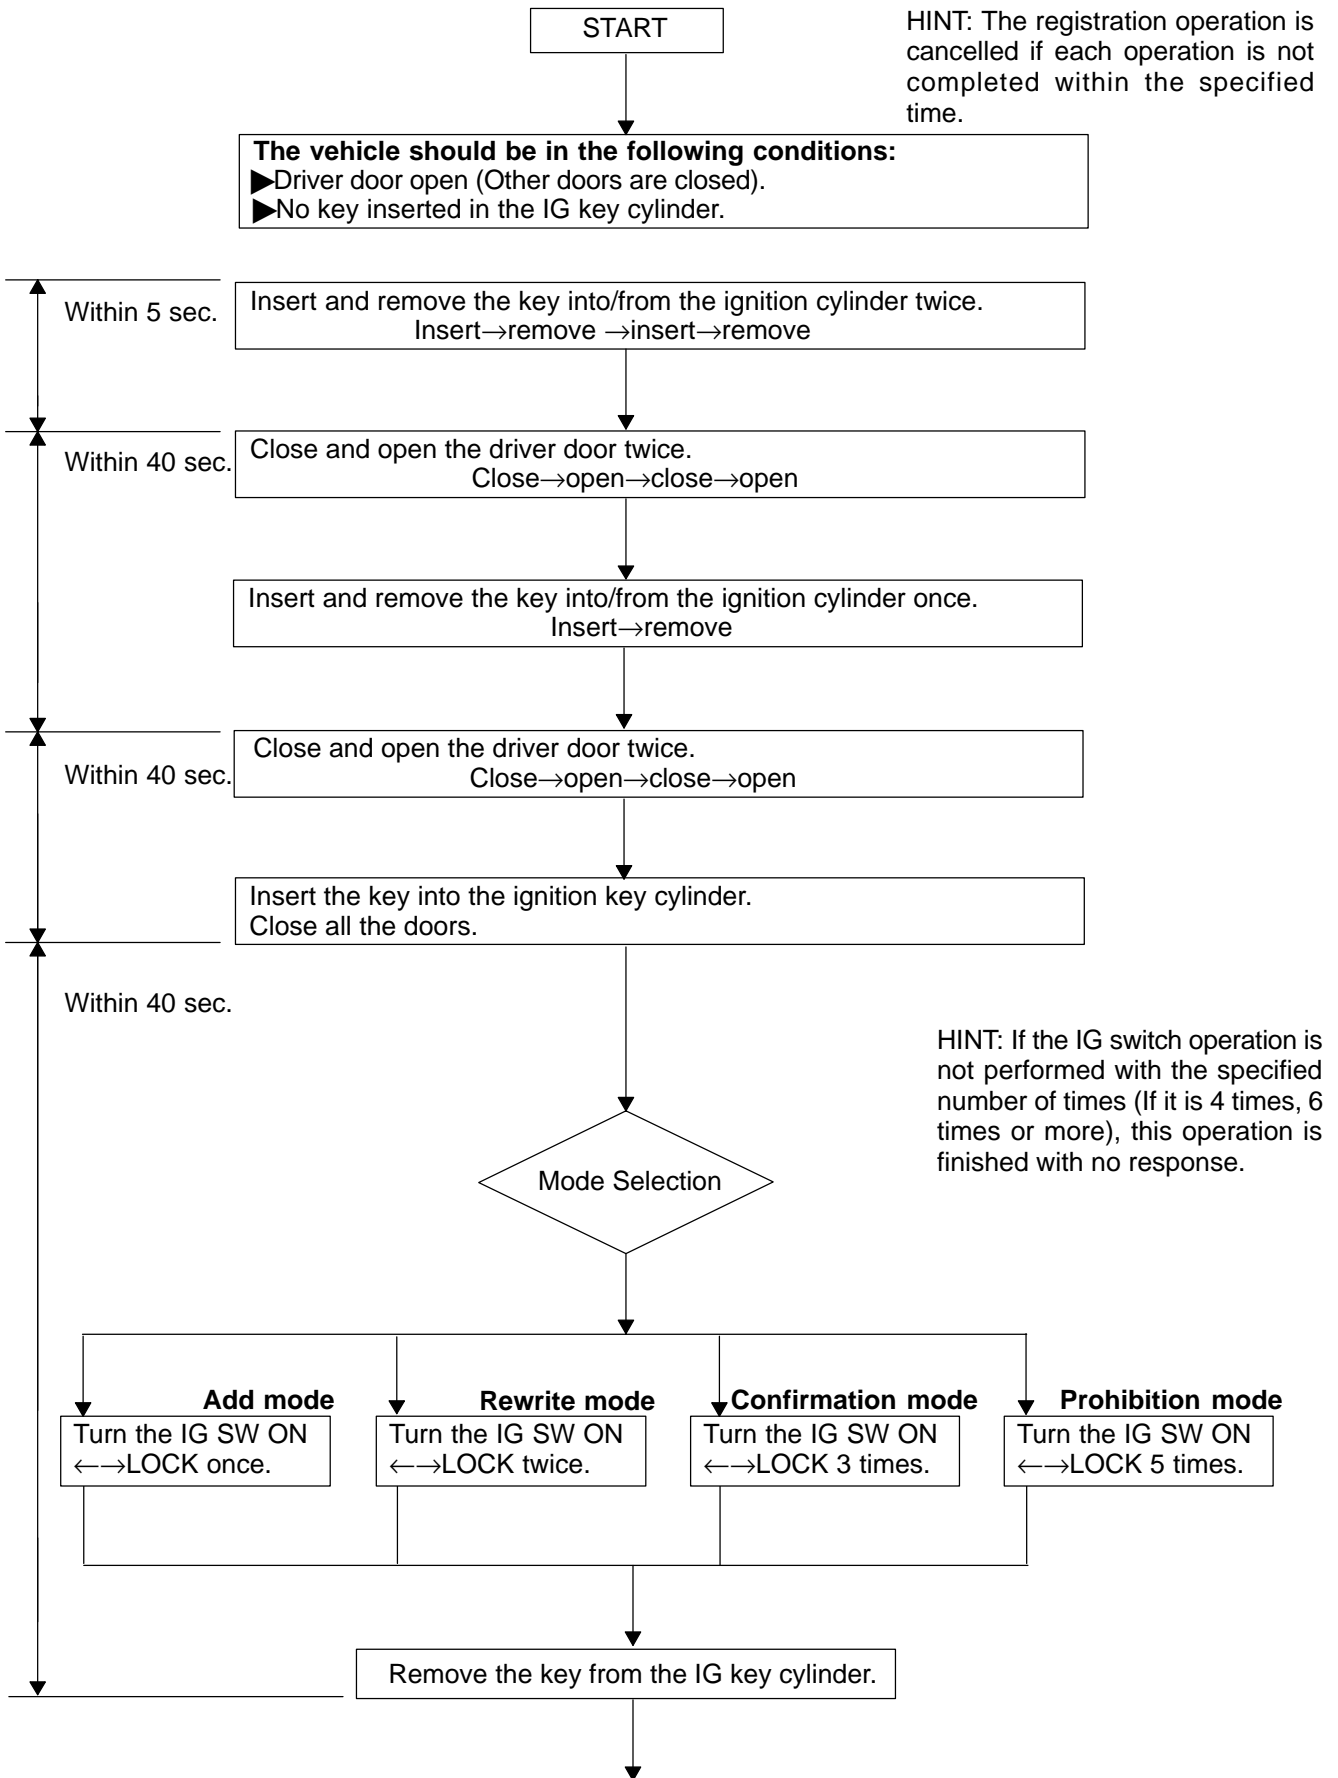 START
HINT: The registration operation is
cancelled if each operation is not
completed within the specified
time.
The vehicle should be in the following conditions:
▶Driver door open (Other doors are closed).
▶No key inserted in the IG key cylinder.
Within 5 sec.
Insert and remove the key into/from the ignition cylinder twice.
Insert→remove →insert→remove
Within 40 sec.
Close and open the driver door twice.
Close→open→close→open
Insert and remove the key into/from the ignition cylinder once.
Insert→remove
Within 40 sec.
Close and open the driver door twice.
Close→open→close→open
Insert the key into the ignition key cylinder.
Close all the doors.
Within 40 sec.
HINT: If the IG switch operation is
not performed with the specified
number of times (If it is 4 times, 6
times or more), this operation is
finished with no response.
Mode Selection
Add mode
Turn the IG SW ON
←→LOCK once.
Rewrite mode
Turn the IG SW ON
←→LOCK twice.
Confirmation mode
Turn the IG SW ON
←→LOCK 3 times.
Prohibition mode
Turn the IG SW ON
←→LOCK 5 times.
Remove the key from the IG key cylinder.